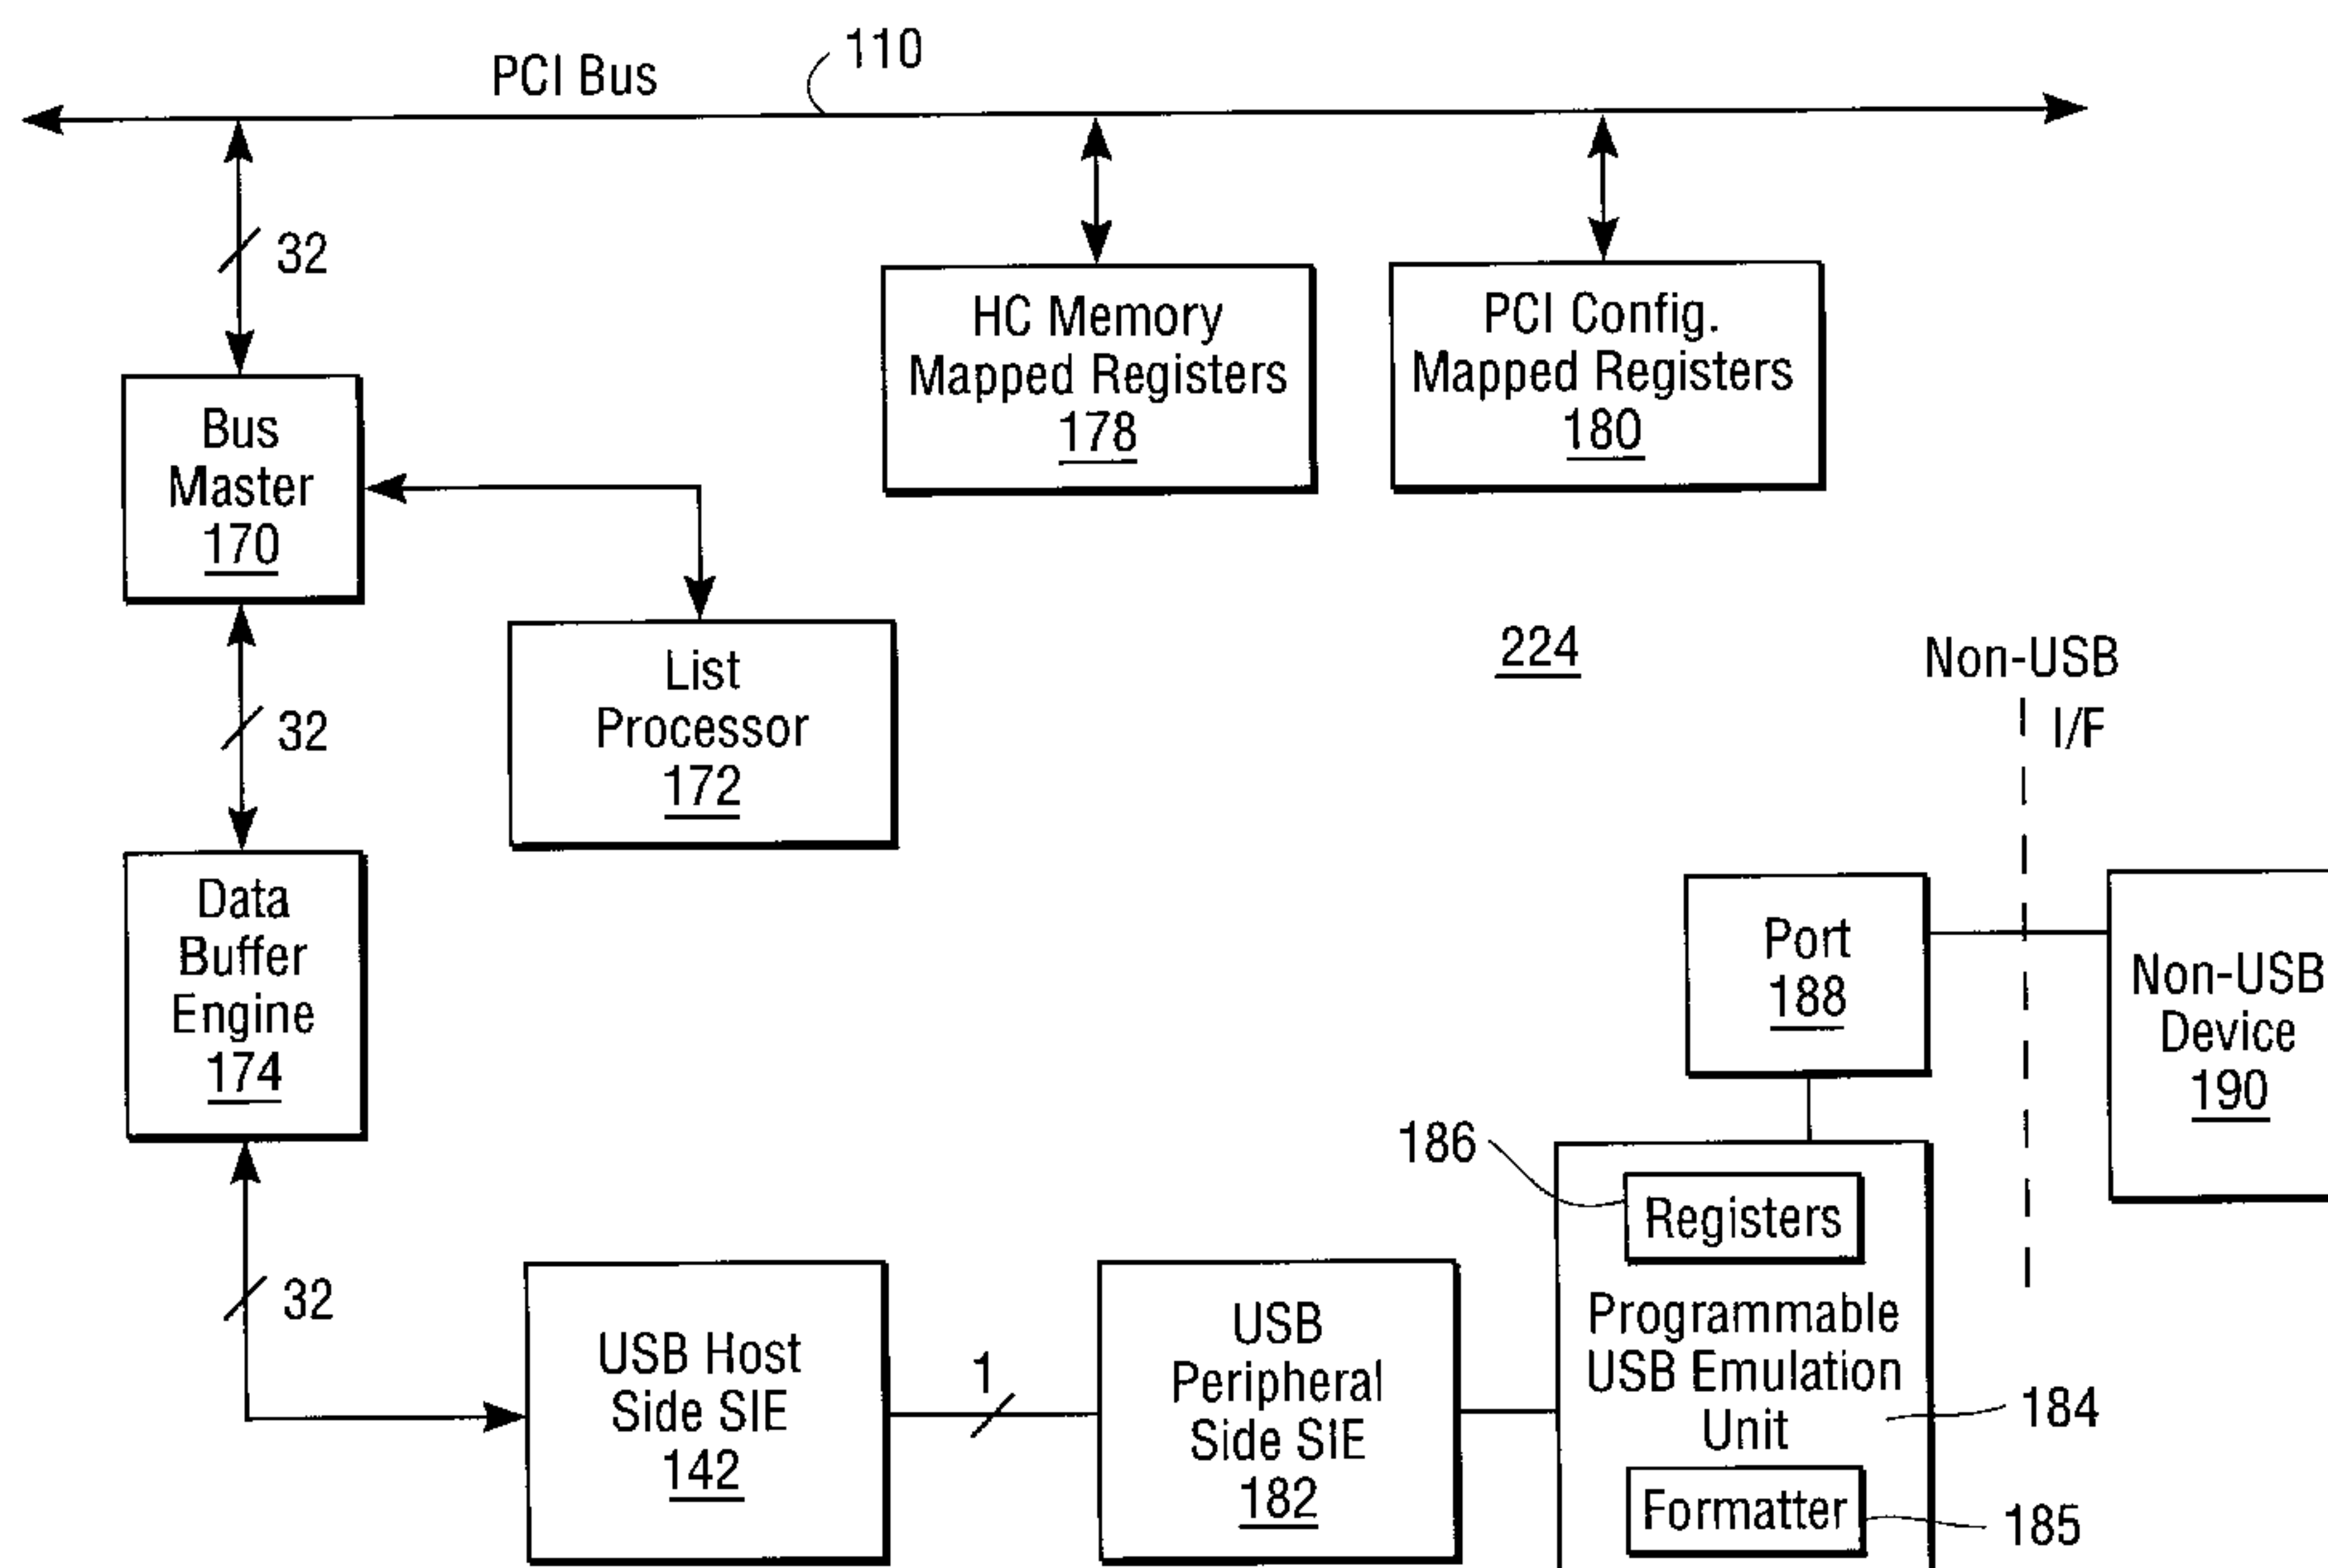 110
PCI Bus
32
HC Memory
Mapped Registers
178
PCI Config.
Mapped Registers
180
Bus
Master
170
List
Processor
172
224
Non-USB
I/F
32
Data
Buffer
Engine
174
Port
188
Non-USB
Device
190
186
Registers
Programmable
USB Emulation
Unit
184
Formatter
185
32
USB Host
Side SIE
142
1
USB
Peripheral
Side SIE
182